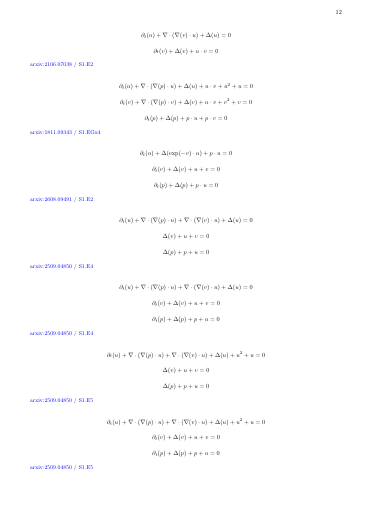 12
∂ₜ(u) + ∇ · (∇(v) · u) + Δ(u) = 0
∂t(v) + Δ(v) + u · v = 0
arxiv:2106.07038 / S1.E2
∂ₜ(u) + ∇ · (∇(p) · u) + Δ(u) + u · v + u² + u = 0
∂ₜ(v) + ∇ · (∇(p) · v) + Δ(v) + u · v + v² + v = 0
∂ₜ(p) + Δ(p) + p · u + p · v = 0
arxiv:1811.09343 / S1.EGx4
∂ₜ(u) + Δ(exp(−v) · u) + p · u = 0
∂ₜ(v) + Δ(v) + u + v = 0
∂ₜ(p) + Δ(p) + p · u = 0
arxiv:2608.09491 / S1.E2
∂ₜ(u) + ∇ · (∇(p) · u) + ∇ · (∇(v) · u) + Δ(u) = 0
Δ(v) + u + v = 0
Δ(p) + p + u = 0
arxiv:2509.04850 / S1.E4
∂ₜ(u) + ∇ · (∇(p) · u) + ∇ · (∇(v) · u) + Δ(u) = 0
∂ₜ(v) + Δ(v) + u + v = 0
∂ₜ(p) + Δ(p) + p + u = 0
arxiv:2509.04850 / S1.E4
∂t(u) + ∇ · (∇(p) · u) + ∇ · (∇(v) · u) + Δ(u) + u² + u = 0
Δ(v) + u + v = 0
Δ(p) + p + u = 0
arxiv:2509.04850 / S1.E5
∂ₜ(u) + ∇ · (∇(p) · u) + ∇ · (∇(v) · u) + Δ(u) + u² + u = 0
∂ₜ(v) + Δ(v) + u + v = 0
∂ₜ(p) + Δ(p) + p + u = 0
arxiv:2509.04850 / S1.E5